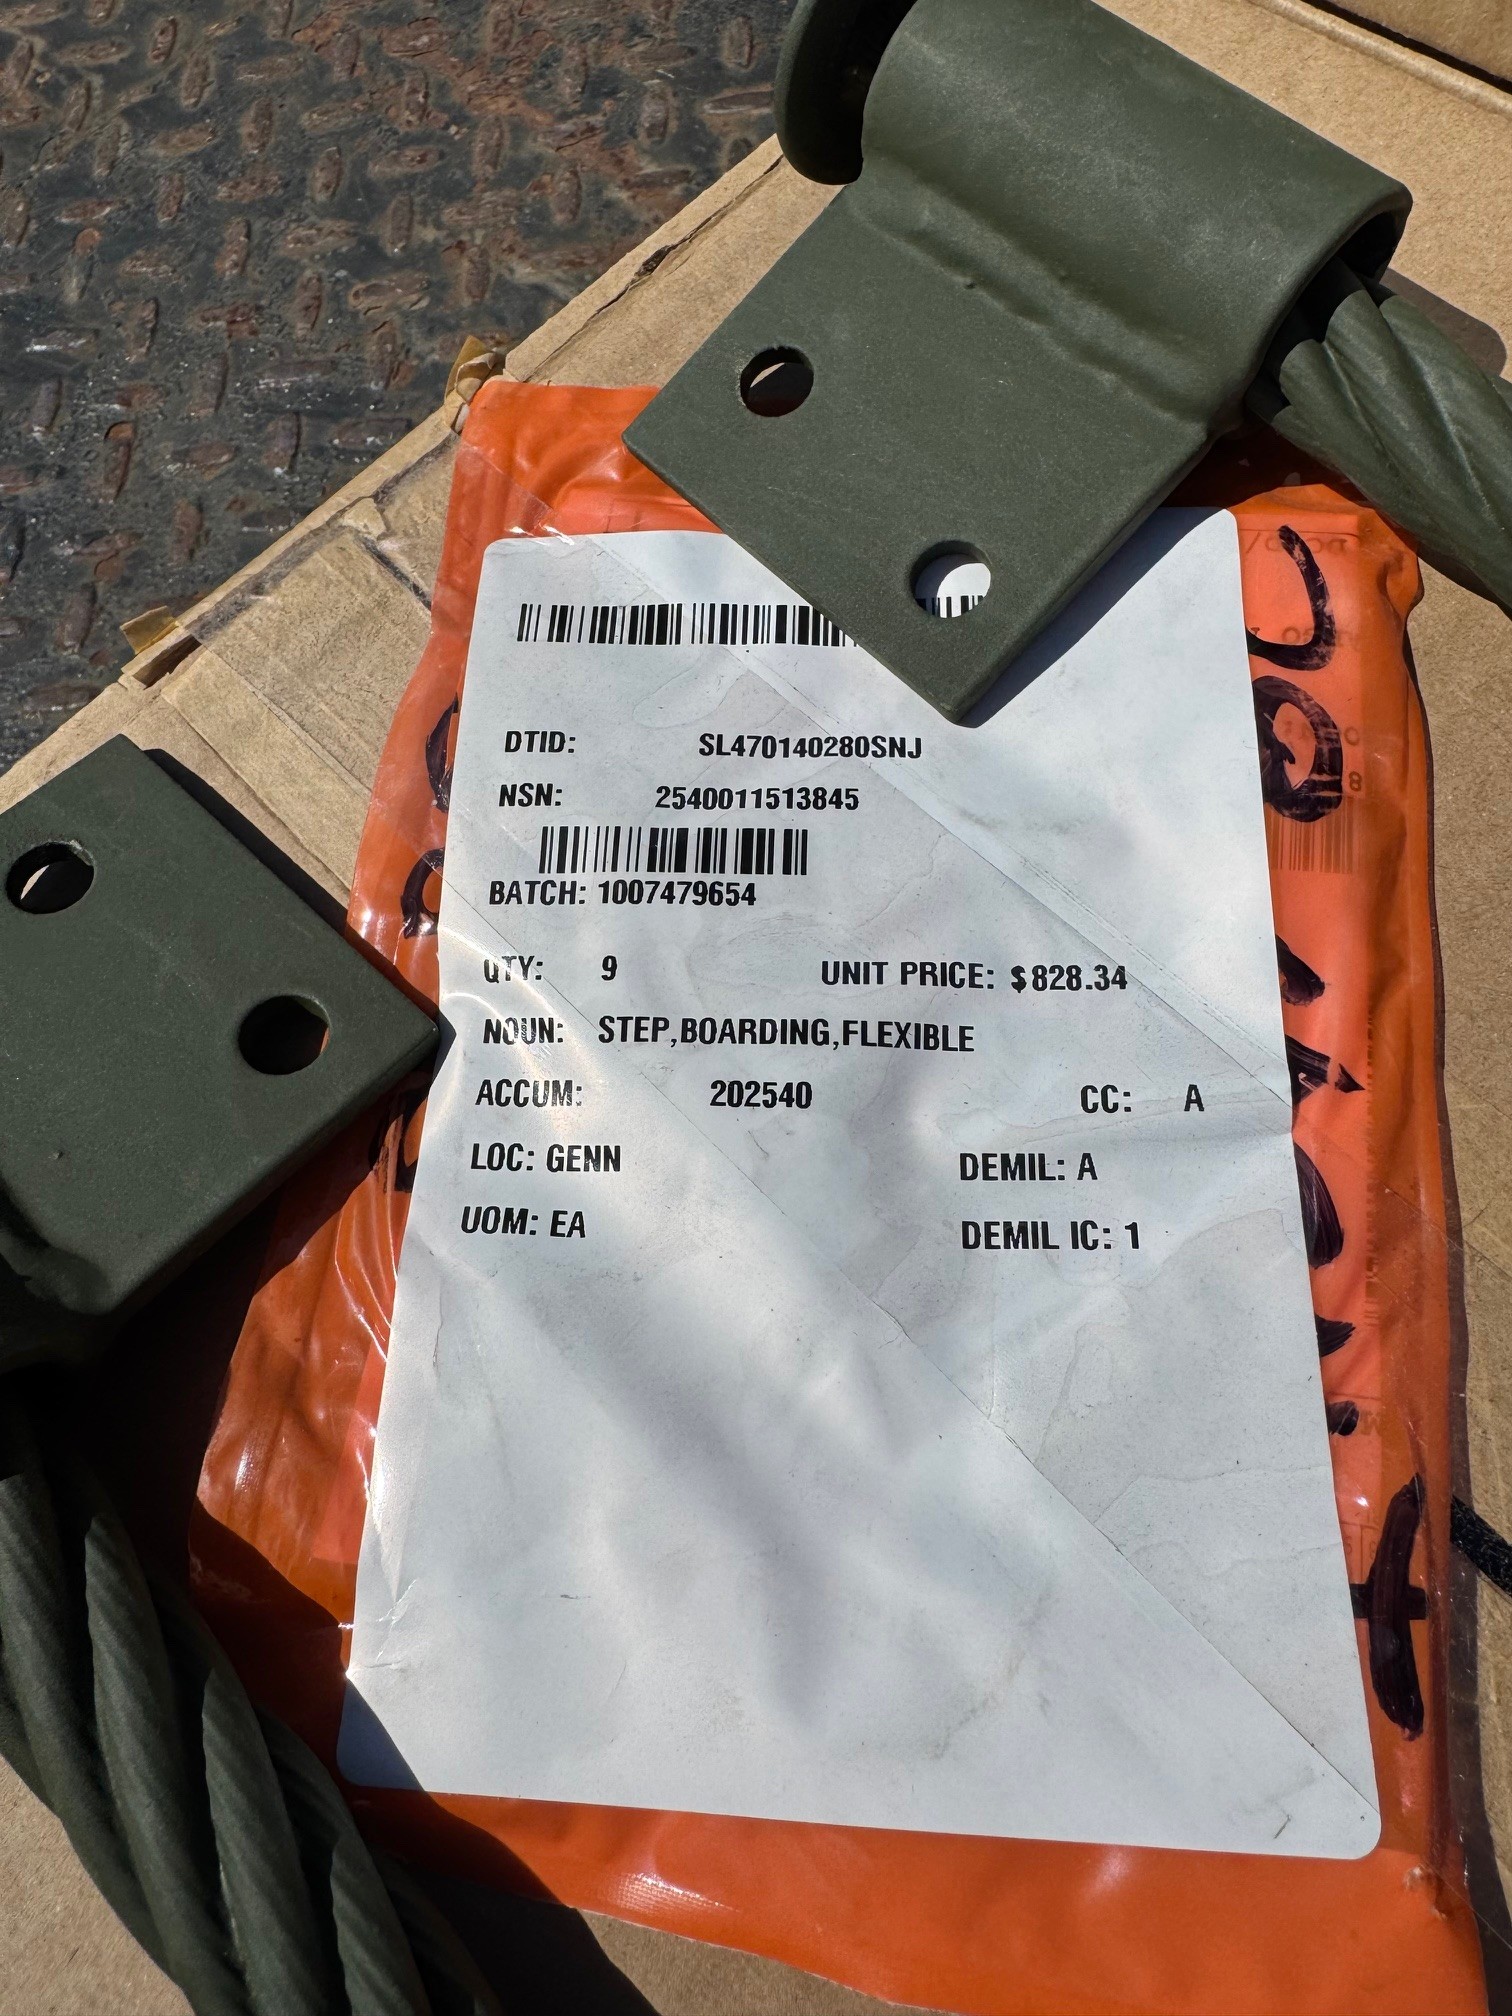 DTID: SL470140280SNJ
NSN: 2540011513845
BATCH: 1007479654
QTY: 9 UNIT PRICE: $828.34
NOUN: STEP,BOARDING,FLEXIBLE
ACCUM: 202540 CC: A
LOC: GENN DEMIL: A
UOM: EA DEMIL IC: 1